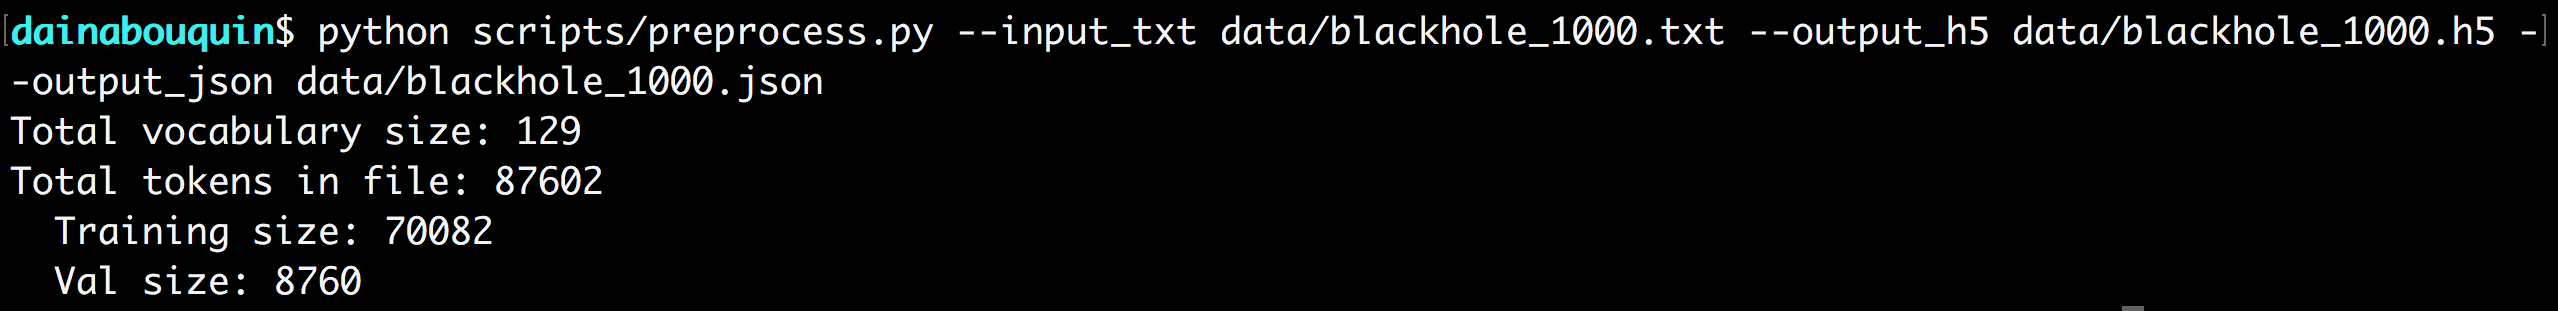 [dainabouquin$ python scripts/preprocess.py --input_txt data/blackhole_1000.txt --output_h5 data/blackhole_1000.h5 -]
-output_json data/blackhole_1000.json
Total vocabulary size: 129
Total tokens in file: 87602
  Training size: 70082
  Val size: 8760